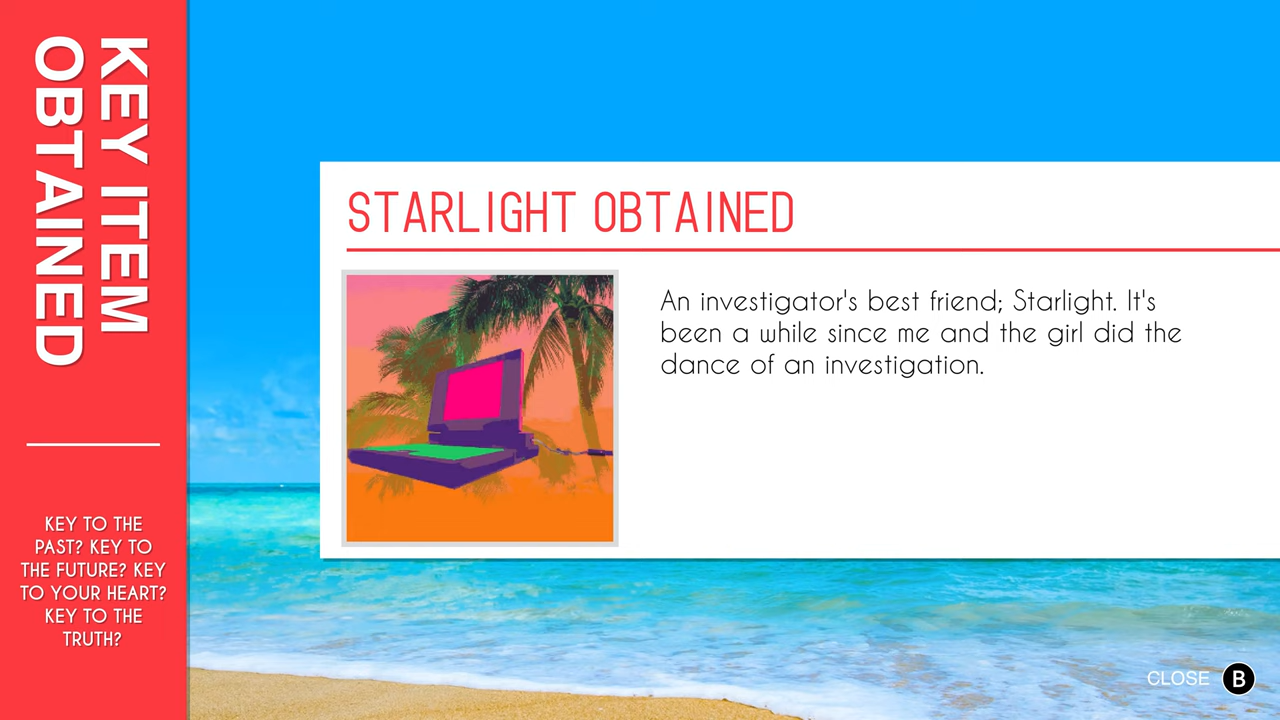 KEY ITEM
OBTAINED
KEY TO THE
PAST? KEY TO
THE FUTURE? KEY
TO YOUR HEART?
KEY TO THE
TRUTH?
STARLIGHT OBTAINED
An investigator's best friend; Starlight. It's
been a while since me and the girl did the
dance of an investigation.
CLOSE B